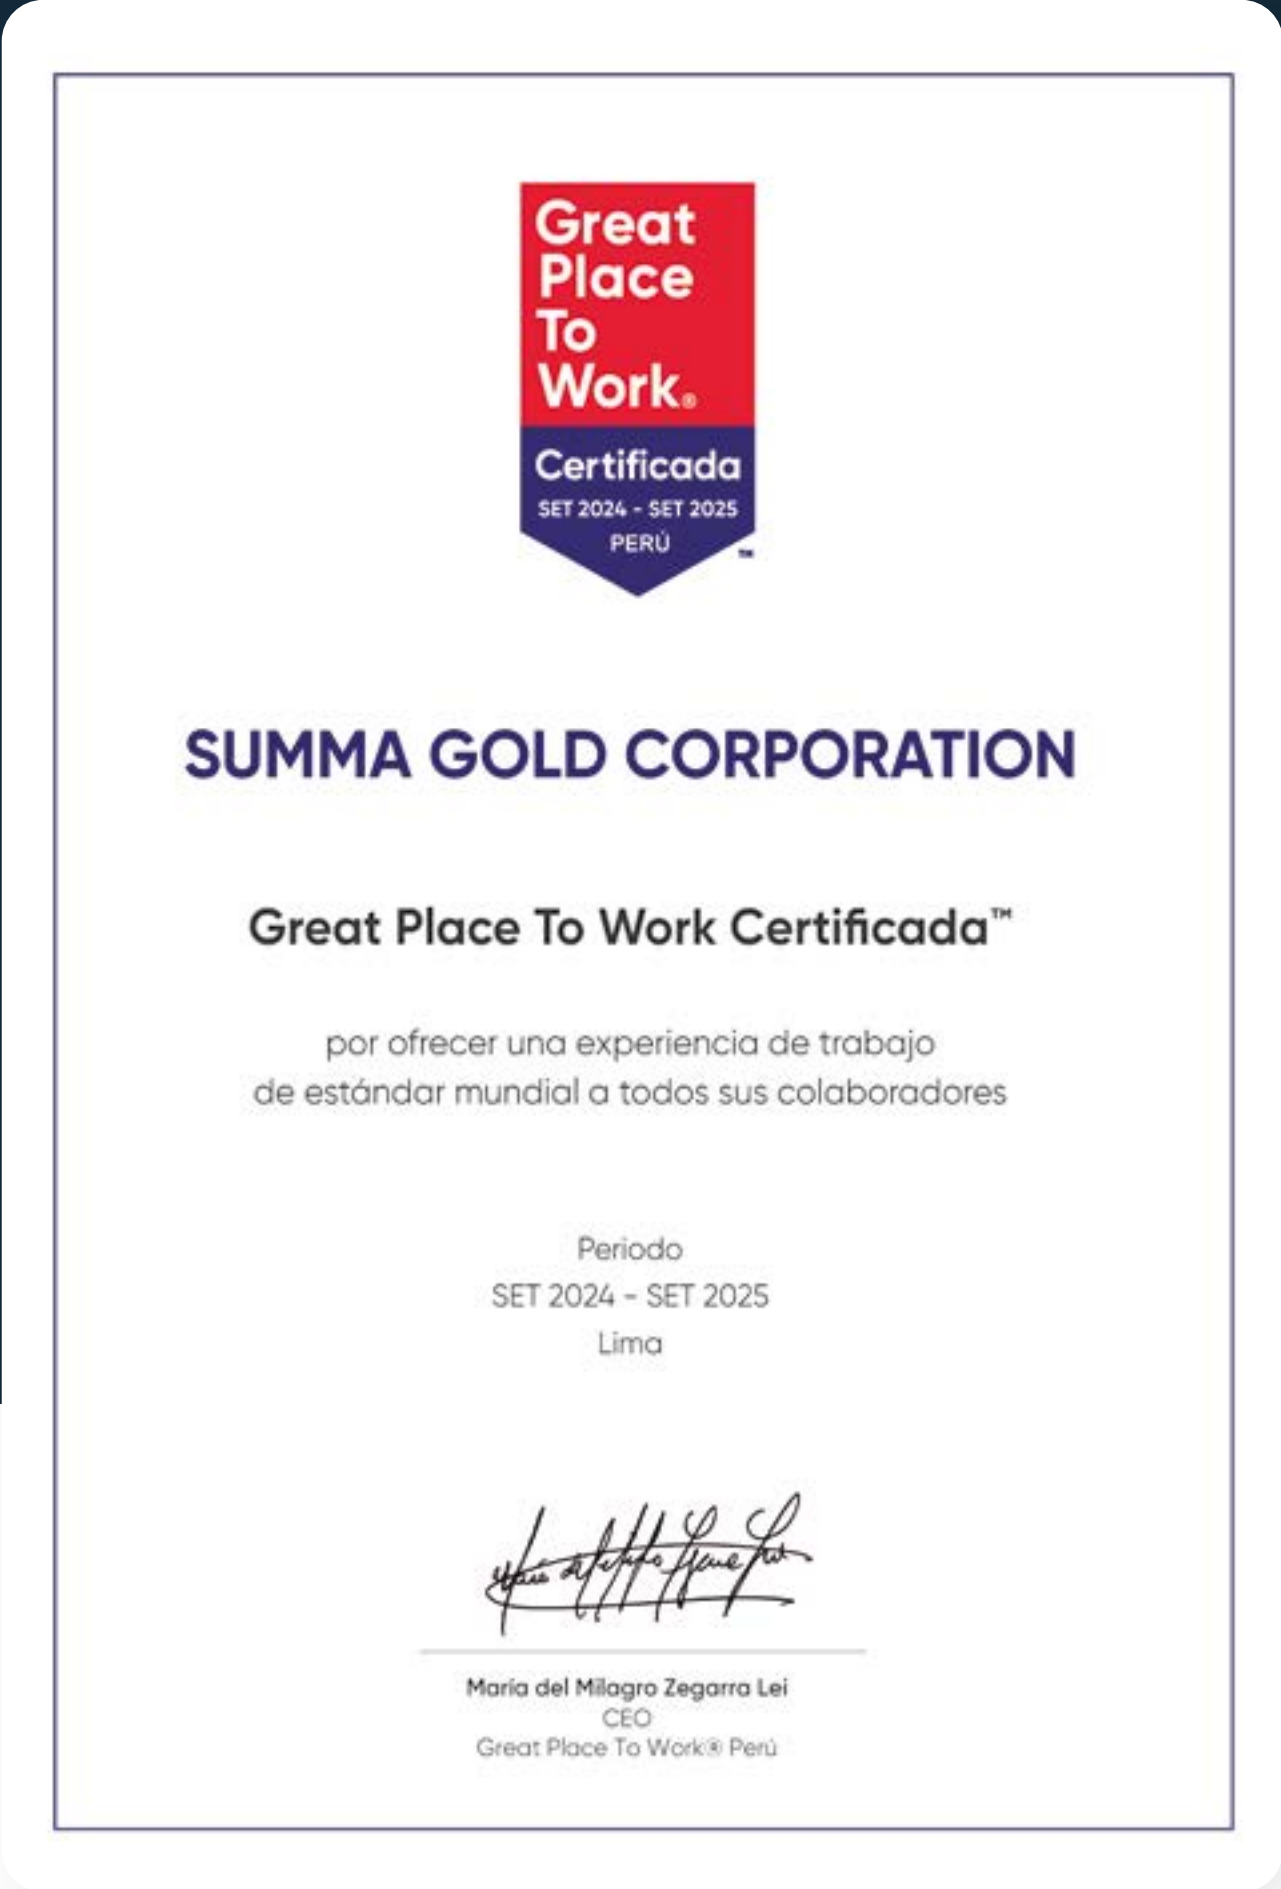 Great
Place
To
Work®
Certificada
SET 2024 - SET 2025
PERÚ
™
SUMMA GOLD CORPORATION
Great Place To Work Certificada™
por ofrecer una experiencia de trabajo
de estándar mundial a todos sus colaboradores
Periodo
SET 2024 - SET 2025
Lima
María del Milagro Zegarra Lei
CEO
Great Place To Work® Perú